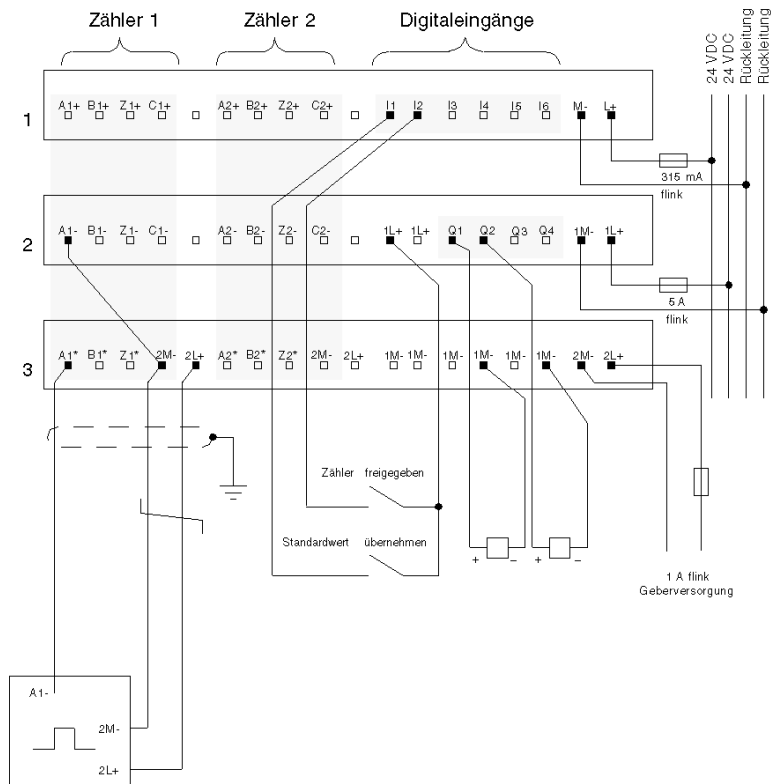 Zähler 1 Zähler 2 Digitaleingänge
24 VDC
24 VDC
Rückleitung
Rückleitung
1
A1+ B1+ Z1+ C1+ A2+ B2+ Z2+ C2+ I1 I2 I3 I4 I5 I6 M- L+
315 mA
flink
2
A1- B1- Z1- C1- A2- B2- Z2- C2- 1L+ 1L+ Q1 Q2 Q3 Q4 1M- 1L+
5 A
flink
3
A1* B1* Z1* 2M- 2L+ A2* B2* Z2* 2M- 2L+ 1M- 1M- 1M- 1M- 1M- 1M- 2M- 2L+
Zähler freigegeben
Standardwert übernehmen
+ - + -
1 A flink
Geberversorgung
A1-
2M-
2L+